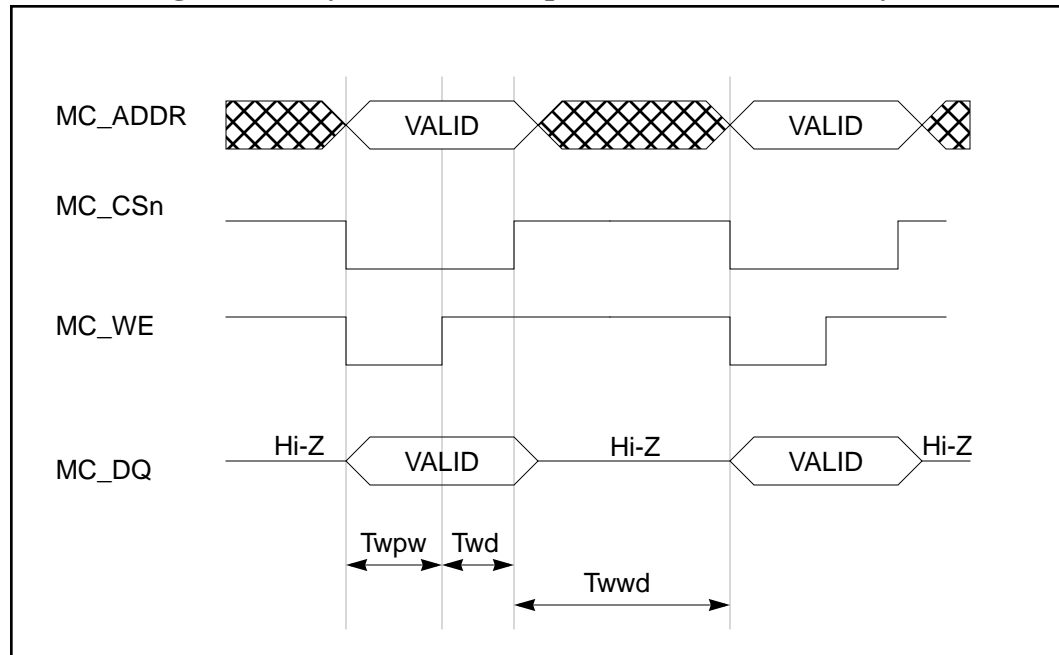 MC_ADDR
VALID
VALID
MC_CSn
MC_WE
MC_DQ
Hi-Z
VALID
Hi-Z
VALID
Hi-Z
Twpw
Twd
Twwd